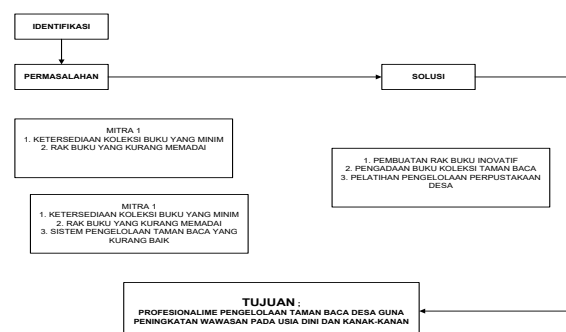 IDENTIFIKASI
PERMASALAHAN
SOLUSI
MITRA 1
1. KETERSEDIAAN KOLEKSI BUKU YANG MINIM
2. RAK BUKU YANG KURANG MEMADAI
1. PEMBUATAN RAK BUKU INOVATIF
2. PENGADAAN BUKU KOLEKSI TAMAN BACA
3. PELATIHAN PENGELOLAAN PERPUSTAKAAN
DESA
MITRA 1
1. KETERSEDIAAN KOLEKSI BUKU YANG MINIM
2. RAK BUKU YANG KURANG MEMADAI
3. SISTEM PENGELOLAAN TAMAN BACA YANG
KURANG BAIK
TUJUAN :
PROFESIONALIME PENGELOLAAN TAMAN BACA DESA GUNA
PENINGKATAN WAWASAN PADA USIA DINI DAN KANAK-KANAN